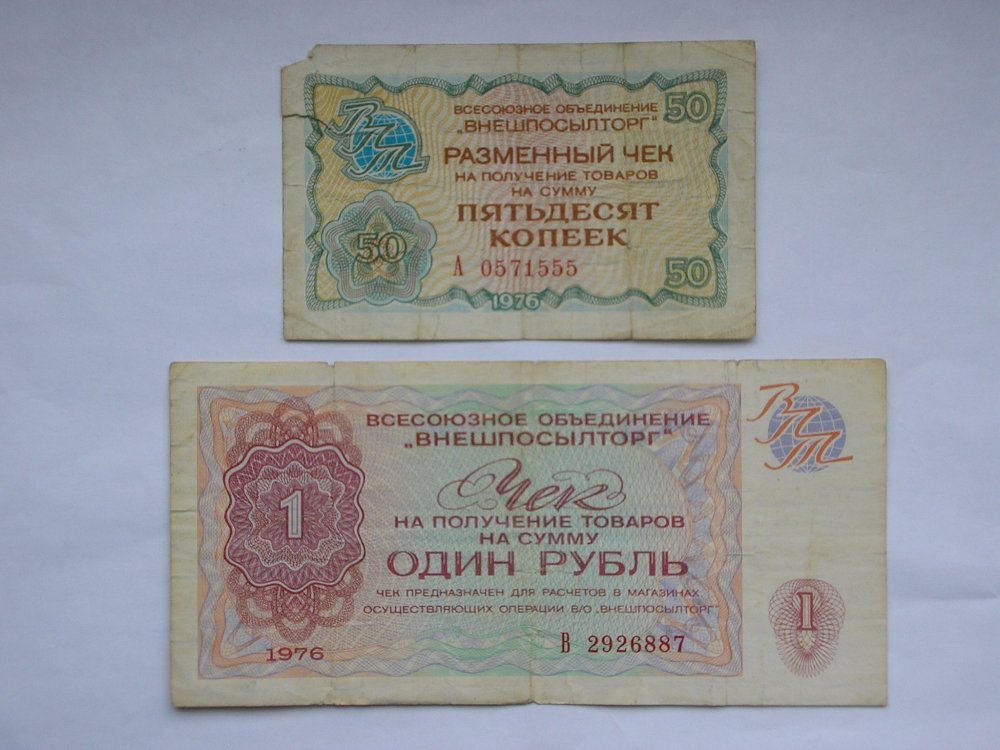 ВПТ
ВСЕСОЮЗНОЕ ОБЪЕДИНЕНИЕ
„ВНЕШПОСЫЛТОРГ“
50
РАЗМЕННЫЙ ЧЕК
НА ПОЛУЧЕНИЕ ТОВАРОВ
НА СУММУ
ПЯТЬДЕСЯТ
КОПЕЕК
50
А 0571555
50
1976
ВСЕСОЮЗНОЕ ОБЪЕДИНЕНИЕ
„ВНЕШПОСЫЛТОРГ“
ВПТ
Чек
1
НА ПОЛУЧЕНИЕ ТОВАРОВ
НА СУММУ
ОДИН РУБЛЬ
ЧЕК ПРЕДНАЗНАЧЕН ДЛЯ РАСЧЕТОВ В МАГАЗИНАХ,
ОСУЩЕСТВЛЯЮЩИХ ОПЕРАЦИИ В/О „ВНЕШПОСЫЛТОРГ“
1
В 2926887
1976